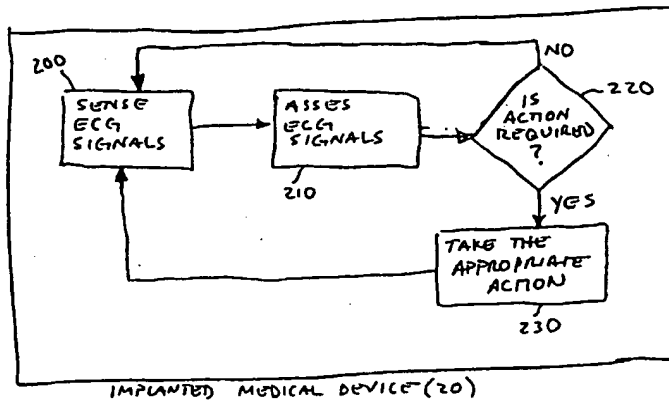 NO
200
SENSE
ECG
SIGNALS
ASSES
ECG
SIGNALS
210
IS
ACTION
REQUIRED
?
220
YES
TAKE THE
APPROPRIATE
ACTION
230
IMPLANTED MEDICAL DEVICE (20)